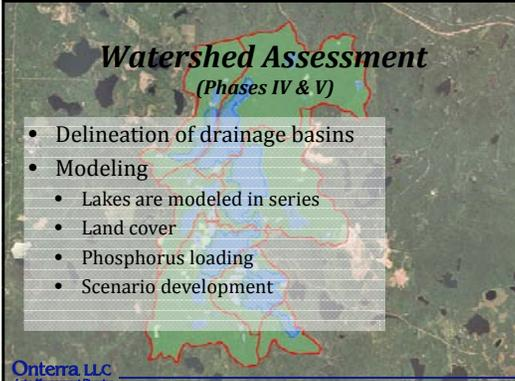 Watershed Assessment
(Phases IV & V)
• Delineation of drainage basins
• Modeling
• Lakes are modeled in series
• Land cover
• Phosphorus loading
• Scenario development
Onterra LLC